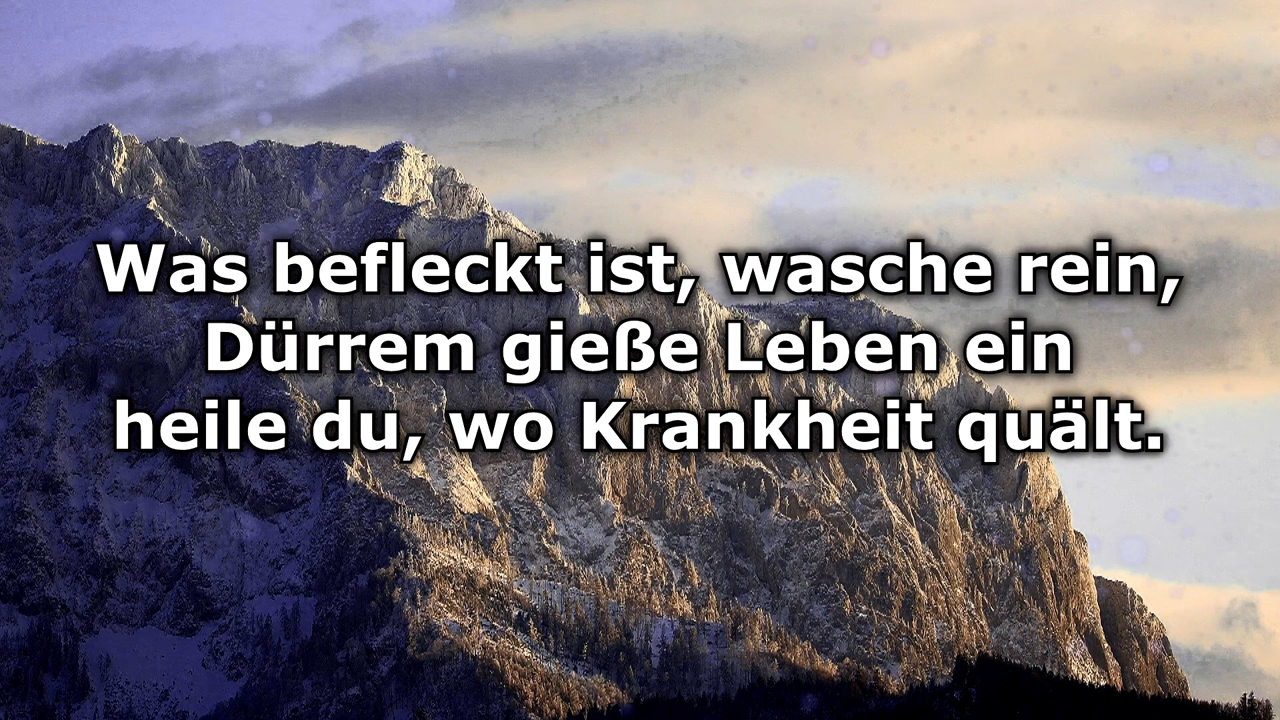 Was befleckt ist, wasche rein,
Dürrem gieße Leben ein
heile du, wo Krankheit quält.